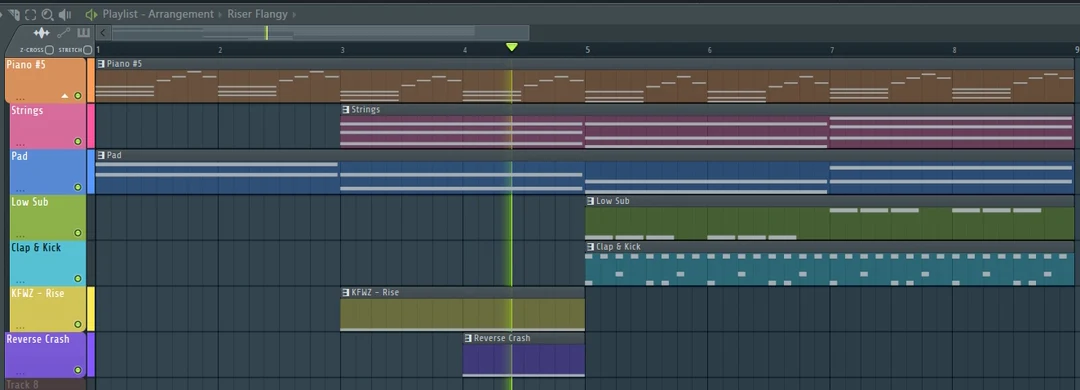 Playlist - Arrangement › Riser Flangy ›
Z-CROSS STRETCH
1 2 3 4 5 6 7 8 9
Piano #5
Piano #5
Strings
Strings
Pad
Pad
Low Sub
Low Sub
Clap & Kick
Clap & Kick
KFWZ - Rise
KFWZ - Rise
Reverse Crash
Reverse Crash
Track 8